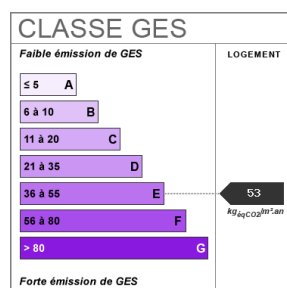 CLASSE GES
Faible émission de GES
LOGEMENT
≤ 5 A
6 à 10 B
11 à 20 C
21 à 35 D
36 à 55 E
53
kgéqCO2/m².an
56 à 80 F
> 80 G
Forte émission de GES